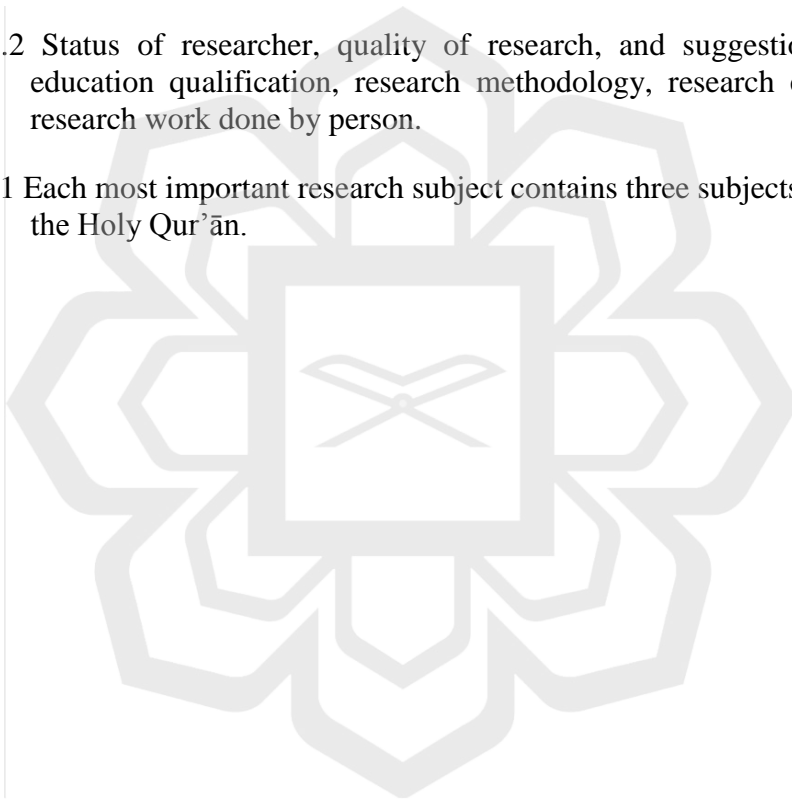 .2 Status of researcher, quality of research, and suggestio
education qualification, research methodology, research
research work done by person.
1 Each most important research subject contains three subjects
the Holy Qur’ān.